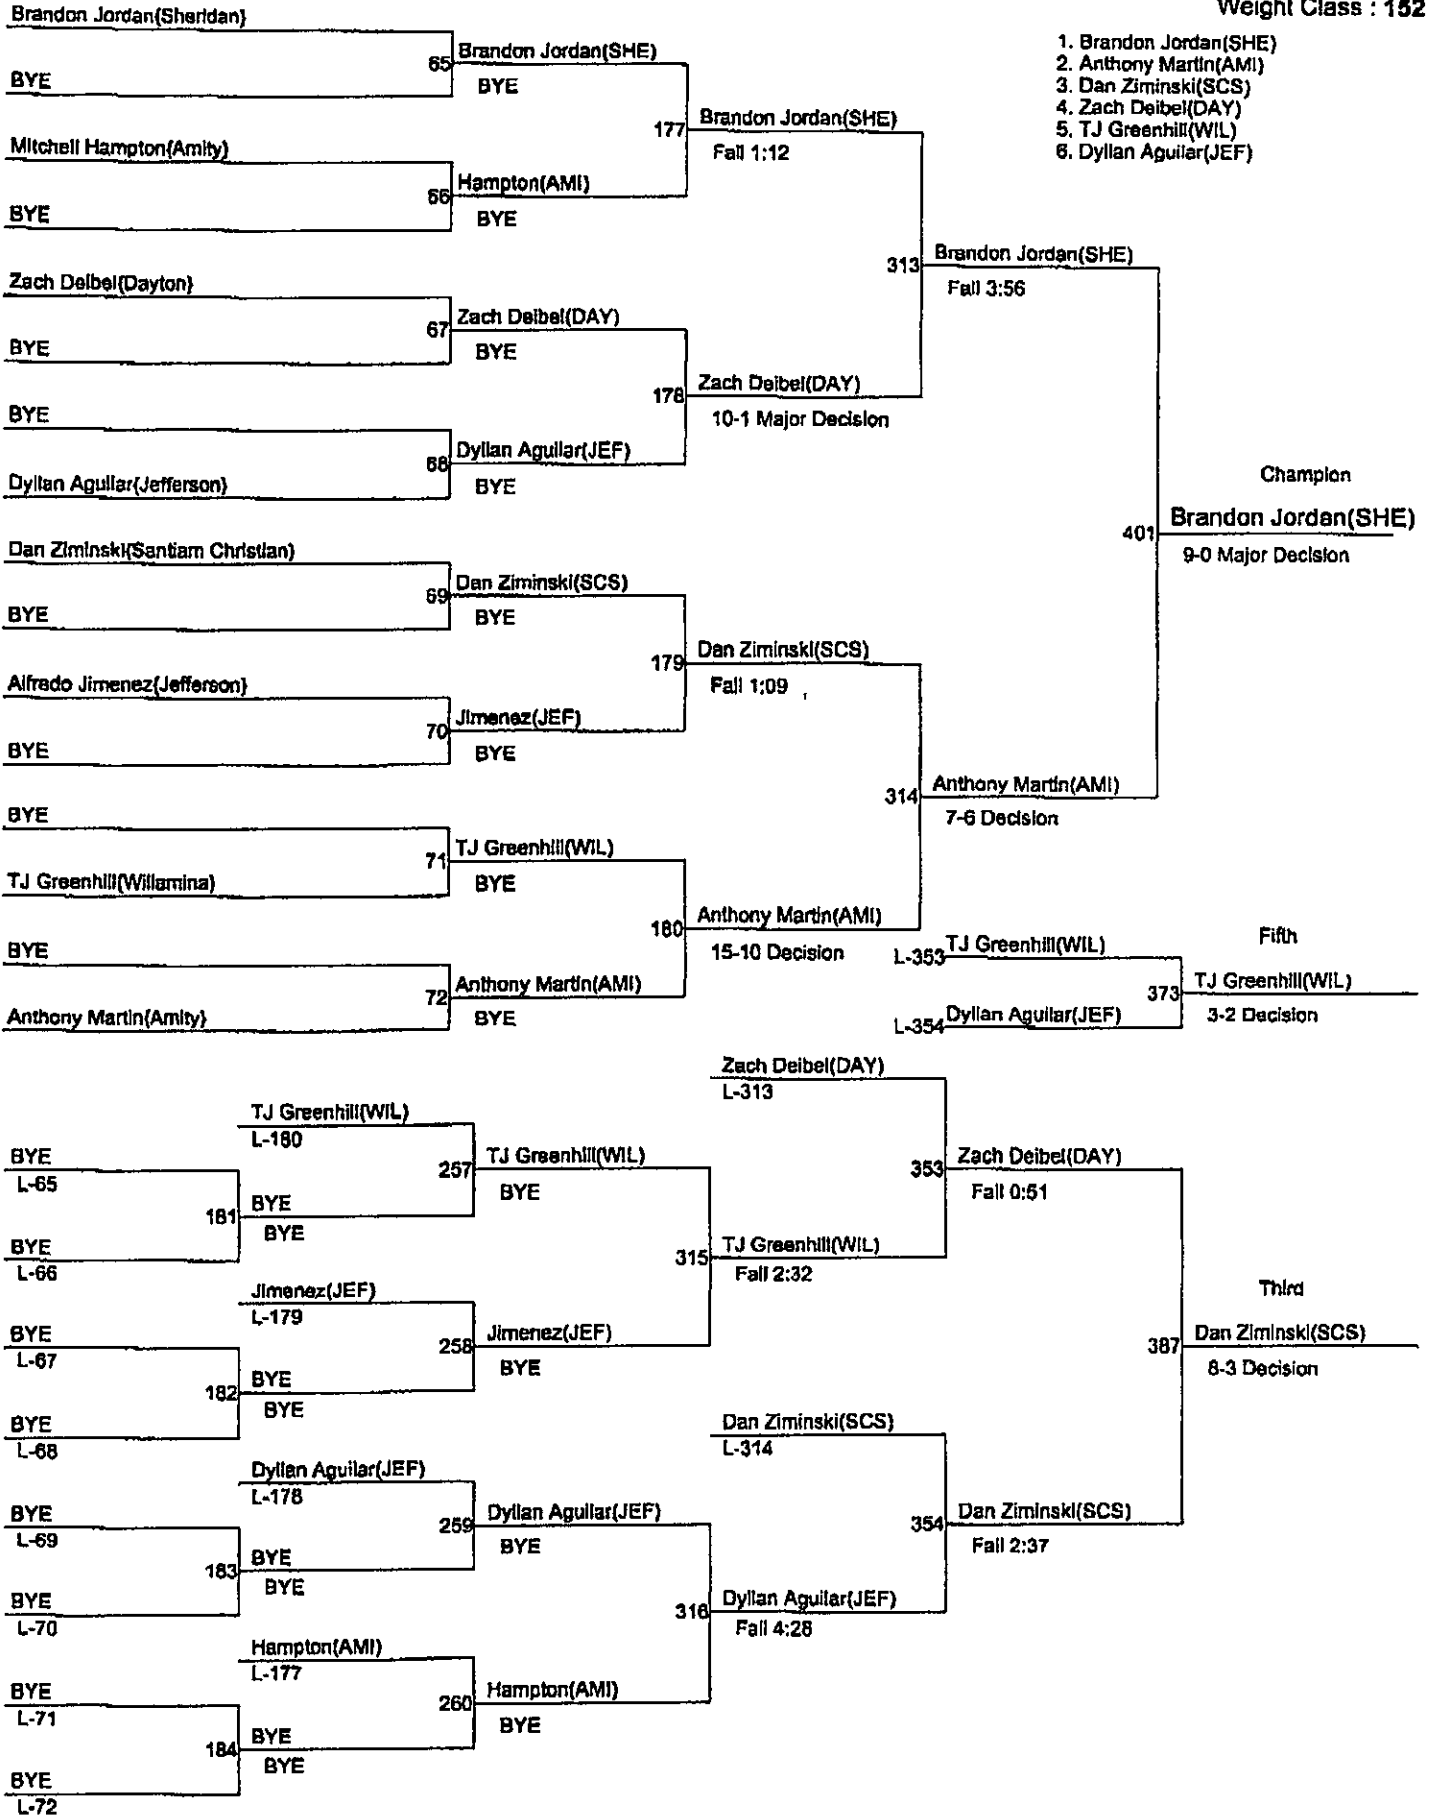 Weight Class : 152
1. Brandon Jordan(SHE)
2. Anthony Martin(AMI)
3. Dan Ziminski(SCS)
4. Zach Deibel(DAY)
5. TJ Greenhill(WIL)
6. Dyllan Aguilar(JEF)
Brandon Jordan(Sheridan)
65
Brandon Jordan(SHE)
BYE
BYE
177
Brandon Jordan(SHE)
Fall 1:12
Mitchell Hampton(Amity)
66
Hampton(AMI)
BYE
BYE
313
Brandon Jordan(SHE)
Fall 3:56
Zach Deibel(Dayton)
67
Zach Deibel(DAY)
BYE
BYE
178
Zach Deibel(DAY)
10-1 Major Decision
BYE
68
Dyllan Aguilar(JEF)
BYE
Dyllan Aguilar(Jefferson)
Champion
401
Brandon Jordan(SHE)
9-0 Major Decision
Dan Ziminski(Santiam Christian)
69
Dan Ziminski(SCS)
BYE
BYE
179
Dan Ziminski(SCS)
Fall 1:09
Alfredo Jimenez(Jefferson)
70
Jimenez(JEF)
BYE
BYE
314
Anthony Martin(AMI)
7-6 Decision
BYE
71
TJ Greenhill(WIL)
BYE
TJ Greenhill(Willamina)
180
Anthony Martin(AMI)
15-10 Decision
BYE
72
Anthony Martin(AMI)
BYE
Anthony Martin(Amity)
Fifth
L-353
TJ Greenhill(WIL)
373
TJ Greenhill(WIL)
3-2 Decision
L-354
Dyllan Aguilar(JEF)
Zach Deibel(DAY)
L-313
TJ Greenhill(WIL)
L-180
257
TJ Greenhill(WIL)
BYE
353
Zach Deibel(DAY)
Fall 0:51
BYE
L-65
181
BYE
BYE
BYE
L-66
315
TJ Greenhill(WIL)
Fall 2:32
Jimenez(JEF)
L-179
258
Jimenez(JEF)
BYE
BYE
L-67
182
BYE
BYE
BYE
L-68
Third
387
Dan Ziminski(SCS)
8-3 Decision
Dan Ziminski(SCS)
L-314
Dyllan Aguilar(JEF)
L-178
259
Dyllan Aguilar(JEF)
BYE
354
Dan Ziminski(SCS)
Fall 2:37
BYE
L-69
183
BYE
BYE
BYE
L-70
316
Dyllan Aguilar(JEF)
Fall 4:28
Hampton(AMI)
L-177
260
Hampton(AMI)
BYE
BYE
L-71
184
BYE
BYE
BYE
L-72